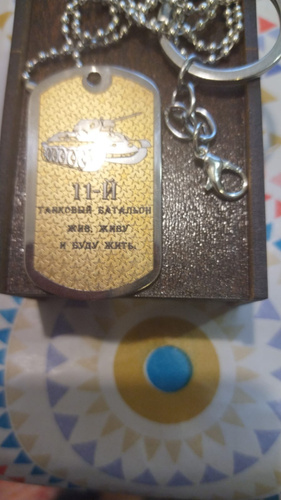 11-Й
ТАНКОВЫЙ БАТАЛЬОН
ЖИВ, ЖИВУ
И БУДУ ЖИТЬ.